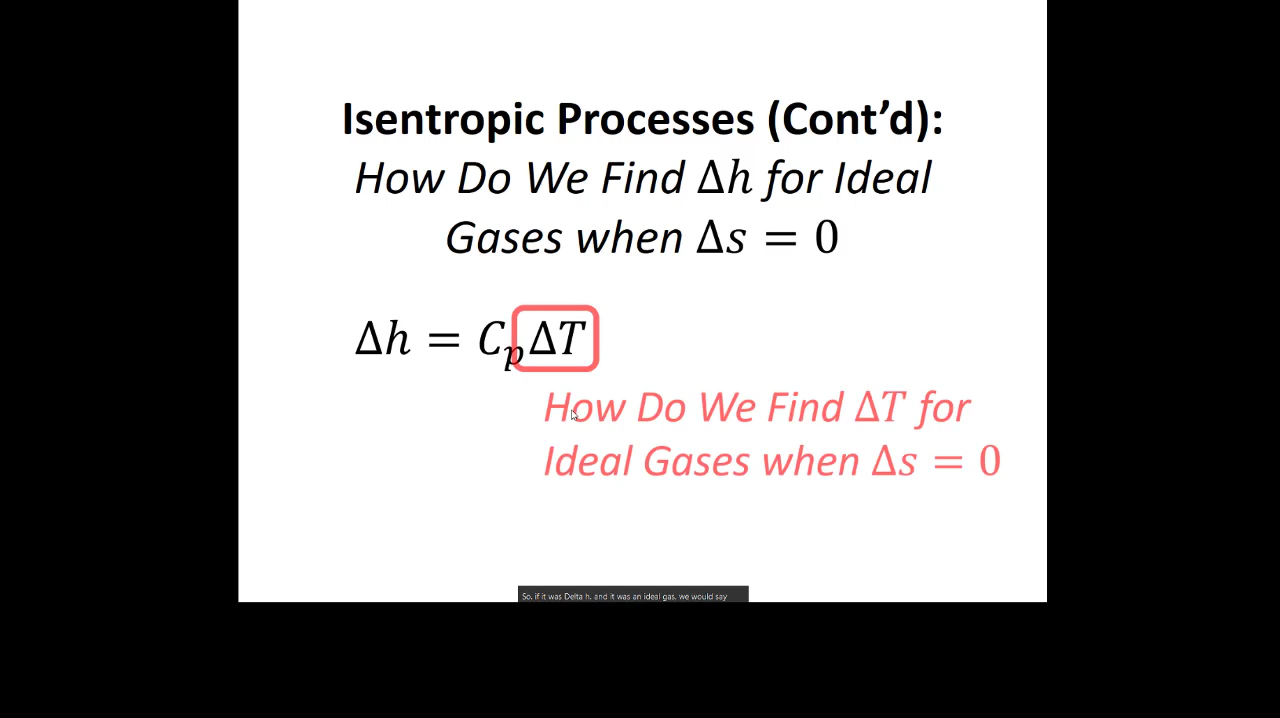 Isentropic Processes (Cont’d):
How Do We Find Δh for Ideal
Gases when Δs = 0
Δh = CₚΔT
How Do We Find ΔT for
Ideal Gases when Δs = 0
So, if it was Delta h, and it was an ideal gas, we would say